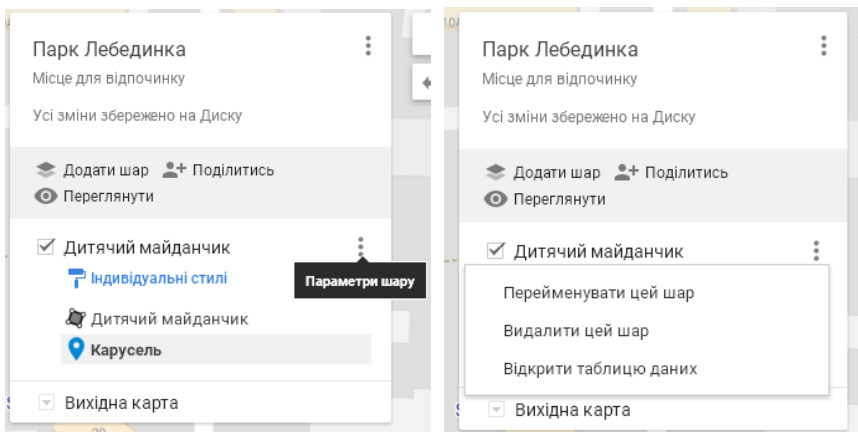 Парк Лебединка
Місце для відпочинку
Усі зміни збережено на Диску
Додати шар Поділитись
Переглянути
Дитячий майданчик
Індивідуальні стилі
Параметри шару
Дитячий майданчик
Карусель
Вихідна карта
20
Парк Лебединка
Місце для відпочинку
Усі зміни збережено на Диску
Додати шар Поділитись
Переглянути
Дитячий майданчик
Перейменувати цей шар
Видалити цей шар
Відкрити таблицю даних
Вихідна карта